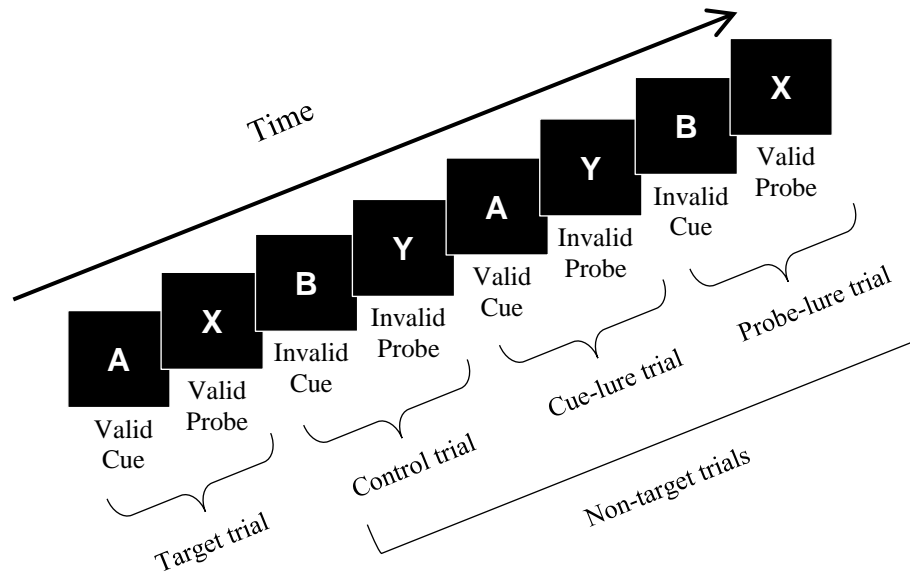 Time
A
Valid
Cue
X
Valid
Probe
B
Invalid
Cue
Y
Invalid
Probe
A
Valid
Cue
Y
Invalid
Probe
B
Invalid
Cue
X
Valid
Probe
Target trial
Control trial
Cue-lure trial
Probe-lure trial
Non-target trials